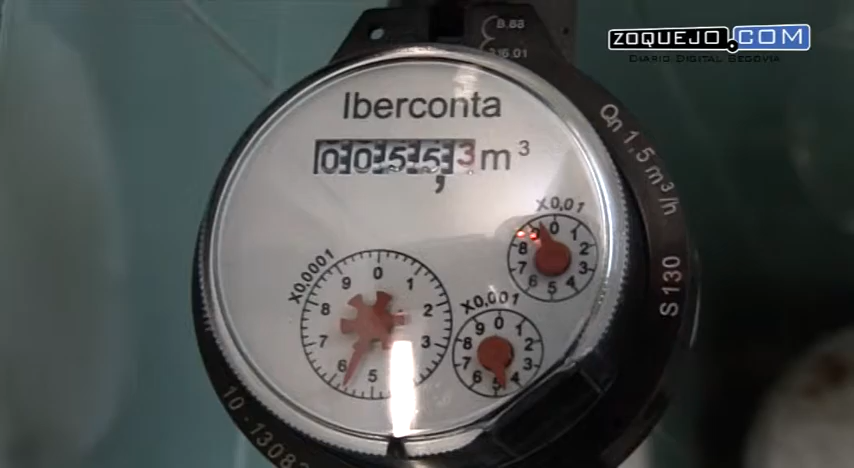 ZOQUEJO.COM
DIARIO DIGITAL SEGOVIA
Iberconta
0055,3 m³
Qn 1,5 m³/h
S130
X0,01
0 1 2 3 4 5 6 7 8
X0,0001
0 1 2 3 5 6 7 8 9
X0,001
0 1 2 3 4 5 6 7 8 9